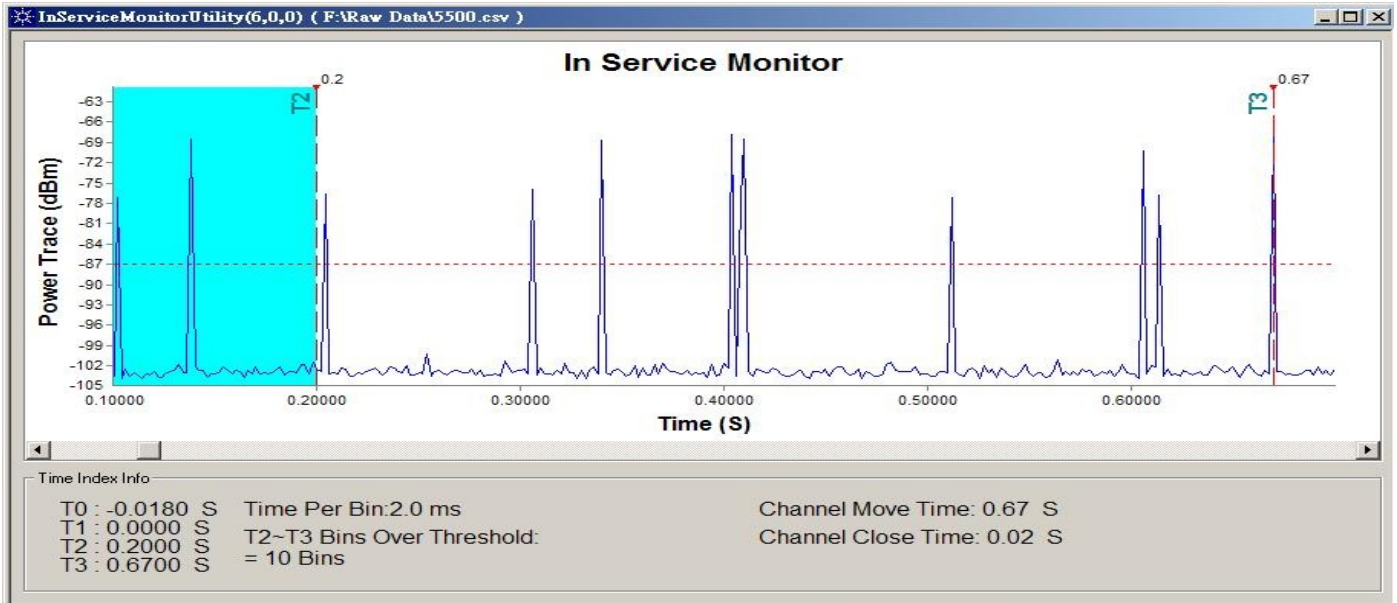 InServiceMonitorUtility(6,0,0) ( F:\Raw Data\5500.csv )
In Service Monitor
0.2
0.67
T2
T3
Power Trace (dBm)
-63
-66
-69
-72
-75
-78
-81
-84
-87
-90
-93
-96
-99
-102
-105
0.10000 0.20000 0.30000 0.40000 0.50000 0.60000
Time (S)
Time Index Info
T0 : -0.0180 S
T1 : 0.0000 S
T2 : 0.2000 S
T3 : 0.6700 S
Time Per Bin:2.0 ms
T2~T3 Bins Over Threshold:
= 10 Bins
Channel Move Time: 0.67 S
Channel Close Time: 0.02 S